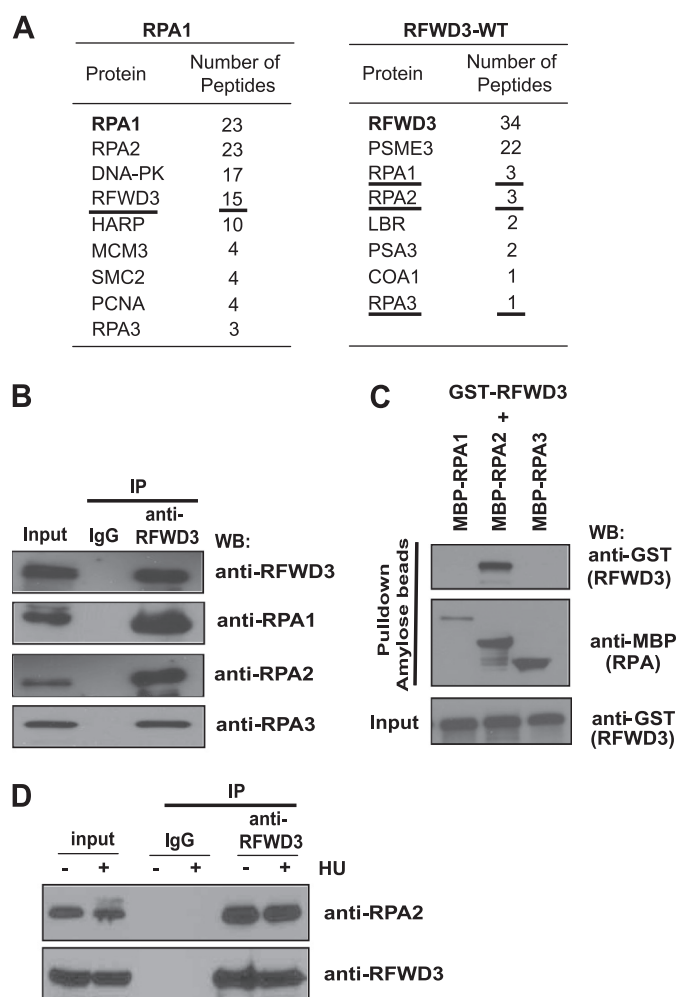 A
RPA1
Protein Number of Peptides
RPA1 23
RPA2 23
DNA-PK 17
RFWD3 15
HARP 10
MCM3 4
SMC2 4
PCNA 4
RPA3 3
RFWD3-WT
Protein Number of Peptides
RFWD3 34
PSME3 22
RPA1 3
RPA2 3
LBR 2
PSA3 2
COA1 1
RPA3 1
B
IP
Input IgG anti-RFWD3 WB:
anti-RFWD3
anti-RPA1
anti-RPA2
anti-RPA3
C
GST-RFWD3
+
MBP-RPA1
MBP-RPA2
MBP-RPA3
WB:
Pulldown
Amylose beads
anti-GST
(RFWD3)
anti-MBP
(RPA)
Input anti-GST
(RFWD3)
D
IP
input IgG anti-RFWD3
- + - + - + HU
anti-RPA2
anti-RFWD3